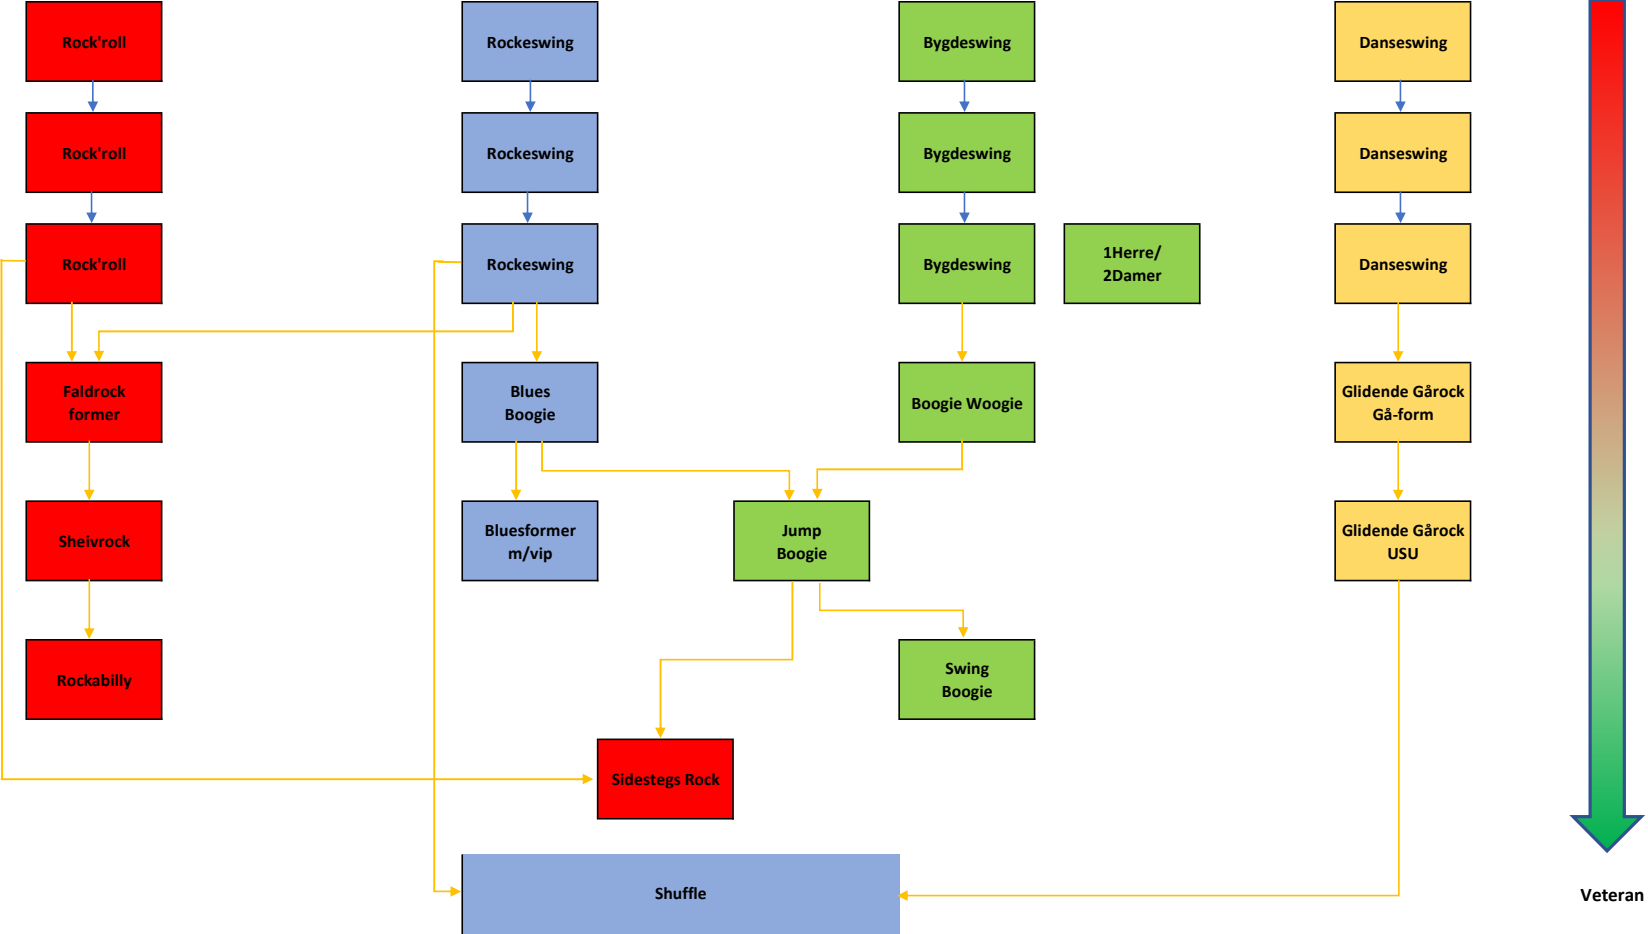 Rock'roll
Rockeswing
Bygdeswing
Danseswing
Rock'roll
Rockeswing
Bygdeswing
Danseswing
Rock'roll
Rockeswing
Bygdeswing
1Herre/
2Damer
Danseswing
Faldrock
former
Blues
Boogie
Boogie Woogie
Glidende Gårock
Gå-form
Sheivrock
Bluesformer
m/vip
Jump
Boogie
Glidende Gårock
USU
Rockabilly
Swing
Boogie
Sidestegs Rock
Shuffle
Veteran